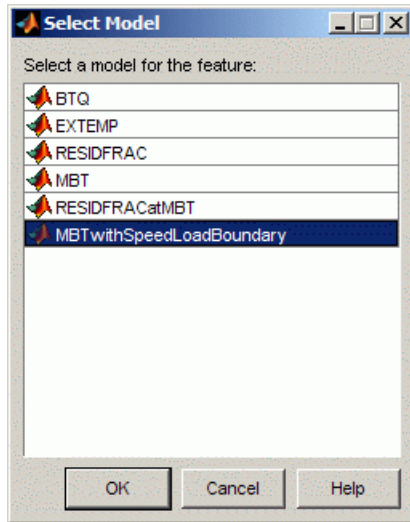 Select Model
Select a model for the feature:
BTQ
EXTEMP
RESIDFRAC
MBT
RESIDFRACatMBT
MBTwithSpeedLoadBoundary
OK Cancel Help